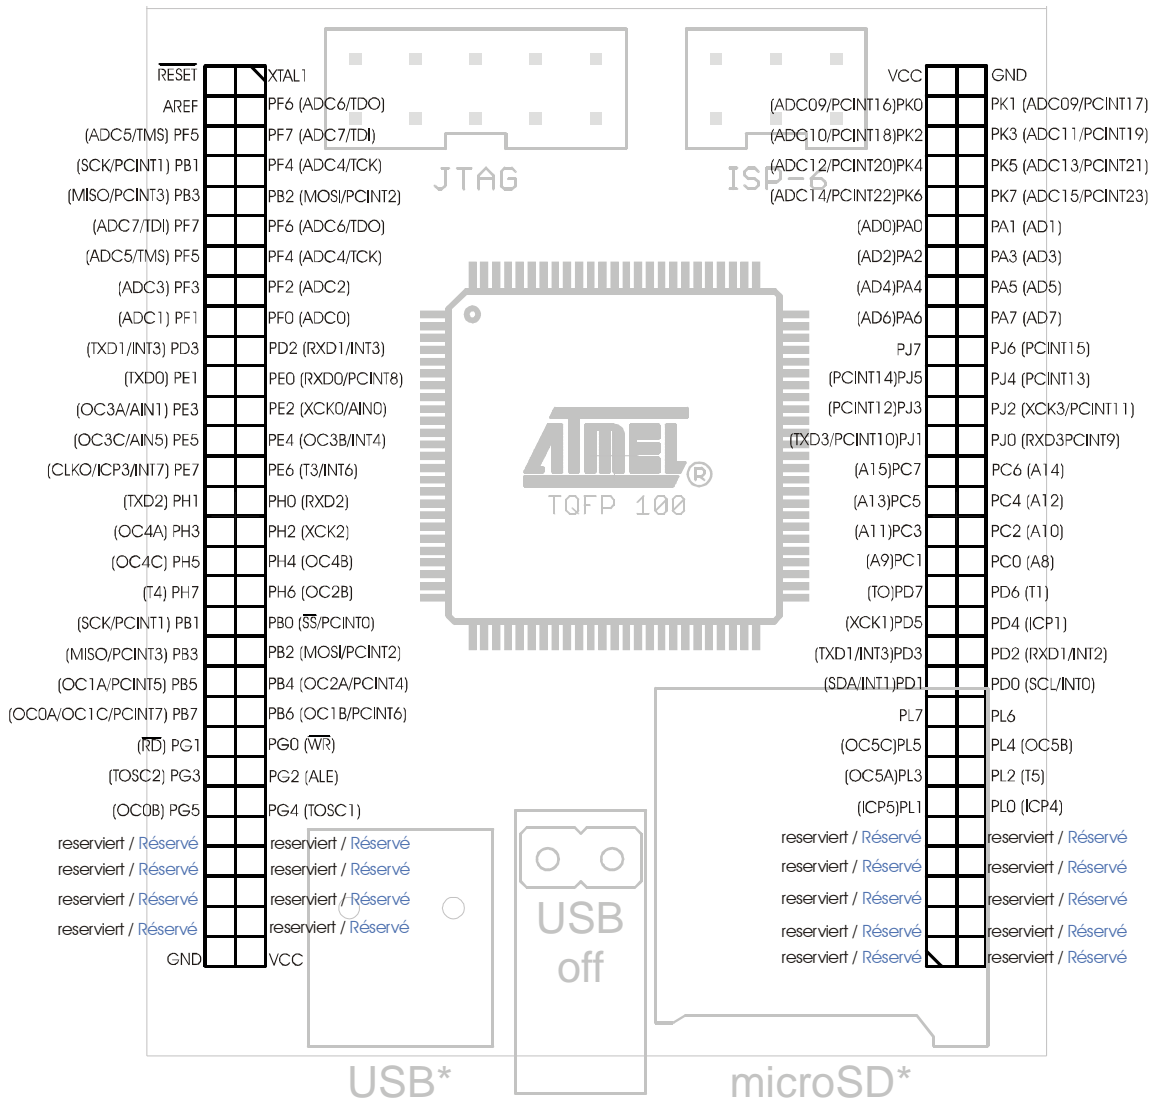 RESET XTAL1 VCC GND
AREF PF6 (ADC6/TDO) (ADC09/PCINT16)PK0 PK1 (ADC09/PCINT17)
(ADC5/TMS) PF5 PF7 (ADC7/TDI) (ADC10/PCINT18)PK2 PK3 (ADC11/PCINT19)
(SCK/PCINT1) PB1 PF4 (ADC4/TCK) (ADC12/PCINT20)PK4 PK5 (ADC13/PCINT21)
JTAG ISP-6
(MISO/PCINT3) PB3 PB2 (MOSI/PCINT2) (ADC14/PCINT22)PK6 PK7 (ADC15/PCINT23)
(ADC7/TDI) PF7 PF6 (ADC6/TDO) (AD0)PA0 PA1 (AD1)
(ADC5/TMS) PF5 PF4 (ADC4/TCK) (AD2)PA2 PA3 (AD3)
(ADC3) PF3 PF2 (ADC2) (AD4)PA4 PA5 (AD5)
(ADC1) PF1 PF0 (ADC0) (AD6)PA6 PA7 (AD7)
(TXD1/INT3) PD3 PD2 (RXD1/INT3) PJ7 PJ6 (PCINT15)
(TXD0) PE1 PE0 (RXD0/PCINT8) (PCINT14)PJ5 PJ4 (PCINT13)
(OC3A/AIN1) PE3 PE2 (XCK0/AIN0) (PCINT12)PJ3 PJ2 (XCK3/PCINT11)
(OC3C/AIN5) PE5 PE4 (OC3B/INT4) (TXD3/PCINT10)PJ1 PJ0 (RXD3PCINT9)
ATMEL®
(CLKO/ICP3/INT7) PE7 PE6 (T3/INT6) (A15)PC7 PC6 (A14)
(TXD2) PH1 PH0 (RXD2) TQFP 100 (A13)PC5 PC4 (A12)
(OC4A) PH3 PH2 (XCK2) (A11)PC3 PC2 (A10)
(OC4C) PH5 PH4 (OC4B) (A9)PC1 PC0 (A8)
(T4) PH7 PH6 (OC2B) (TO)PD7 PD6 (T1)
(SCK/PCINT1) PB1 PB0 (SS/PCINT0) (XCK1)PD5 PD4 (ICP1)
(MISO/PCINT3) PB3 PB2 (MOSI/PCINT2) (TXD1/INT3)PD3 PD2 (RXD1/INT2)
(OC1A/PCINT5) PB5 PB4 (OC2A/PCINT4) (SDA/INT1)PD1 PD0 (SCL/INT0)
(OC0A/OC1C/PCINT7) PB7 PB6 (OC1B/PCINT6) PL7 PL6
(RD) PG1 PG0 (WR) (OC5C)PL5 PL4 (OC5B)
(TOSC2) PG3 PG2 (ALE) (OC5A)PL3 PL2 (T5)
(OC0B) PG5 PG4 (TOSC1) (ICP5)PL1 PL0 (ICP4)
reserviert / Réservé reserviert / Réservé reserviert / Réservé reserviert / Réservé
reserviert / Réservé reserviert / Réservé reserviert / Réservé reserviert / Réservé
reserviert / Réservé reserviert / Réservé reserviert / Réservé reserviert / Réservé
reserviert / Réservé reserviert / Réservé reserviert / Réservé reserviert / Réservé
GND VCC reserviert / Réservé reserviert / Réservé
USB
off
USB* microSD*